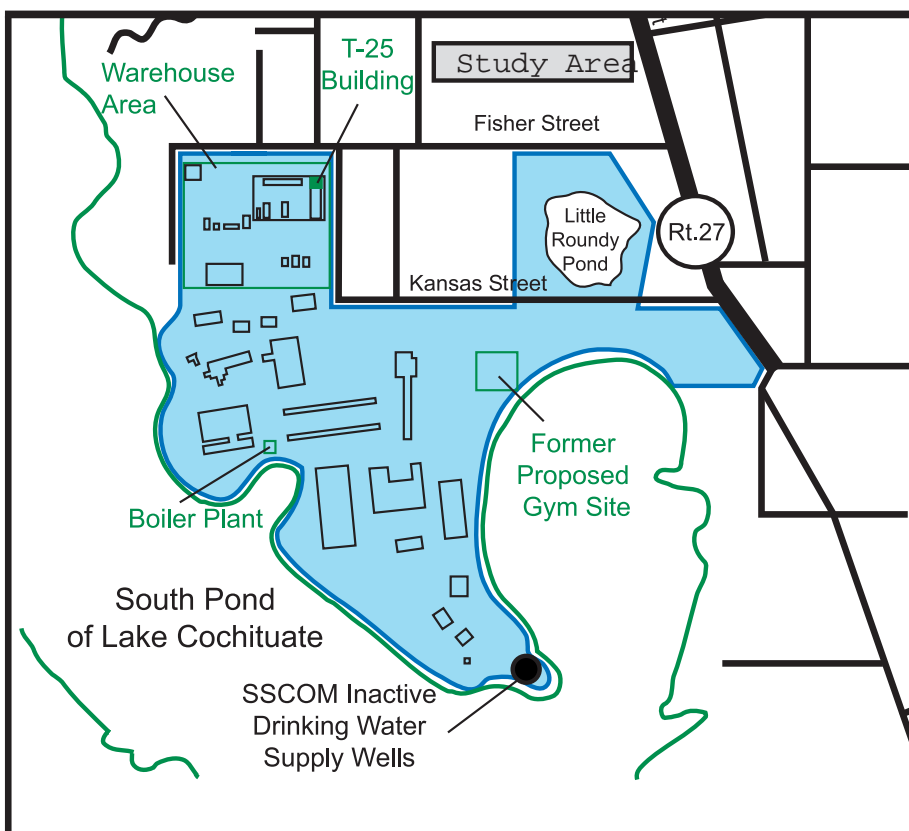 Warehouse
Area
T-25
Building
Study Area
Fisher Street
Little
Roundy
Pond
Rt.27
Kansas Street
Former
Proposed
Gym Site
Boiler Plant
South Pond
of Lake Cochituate
SSCOM Inactive
Drinking Water
Supply Wells